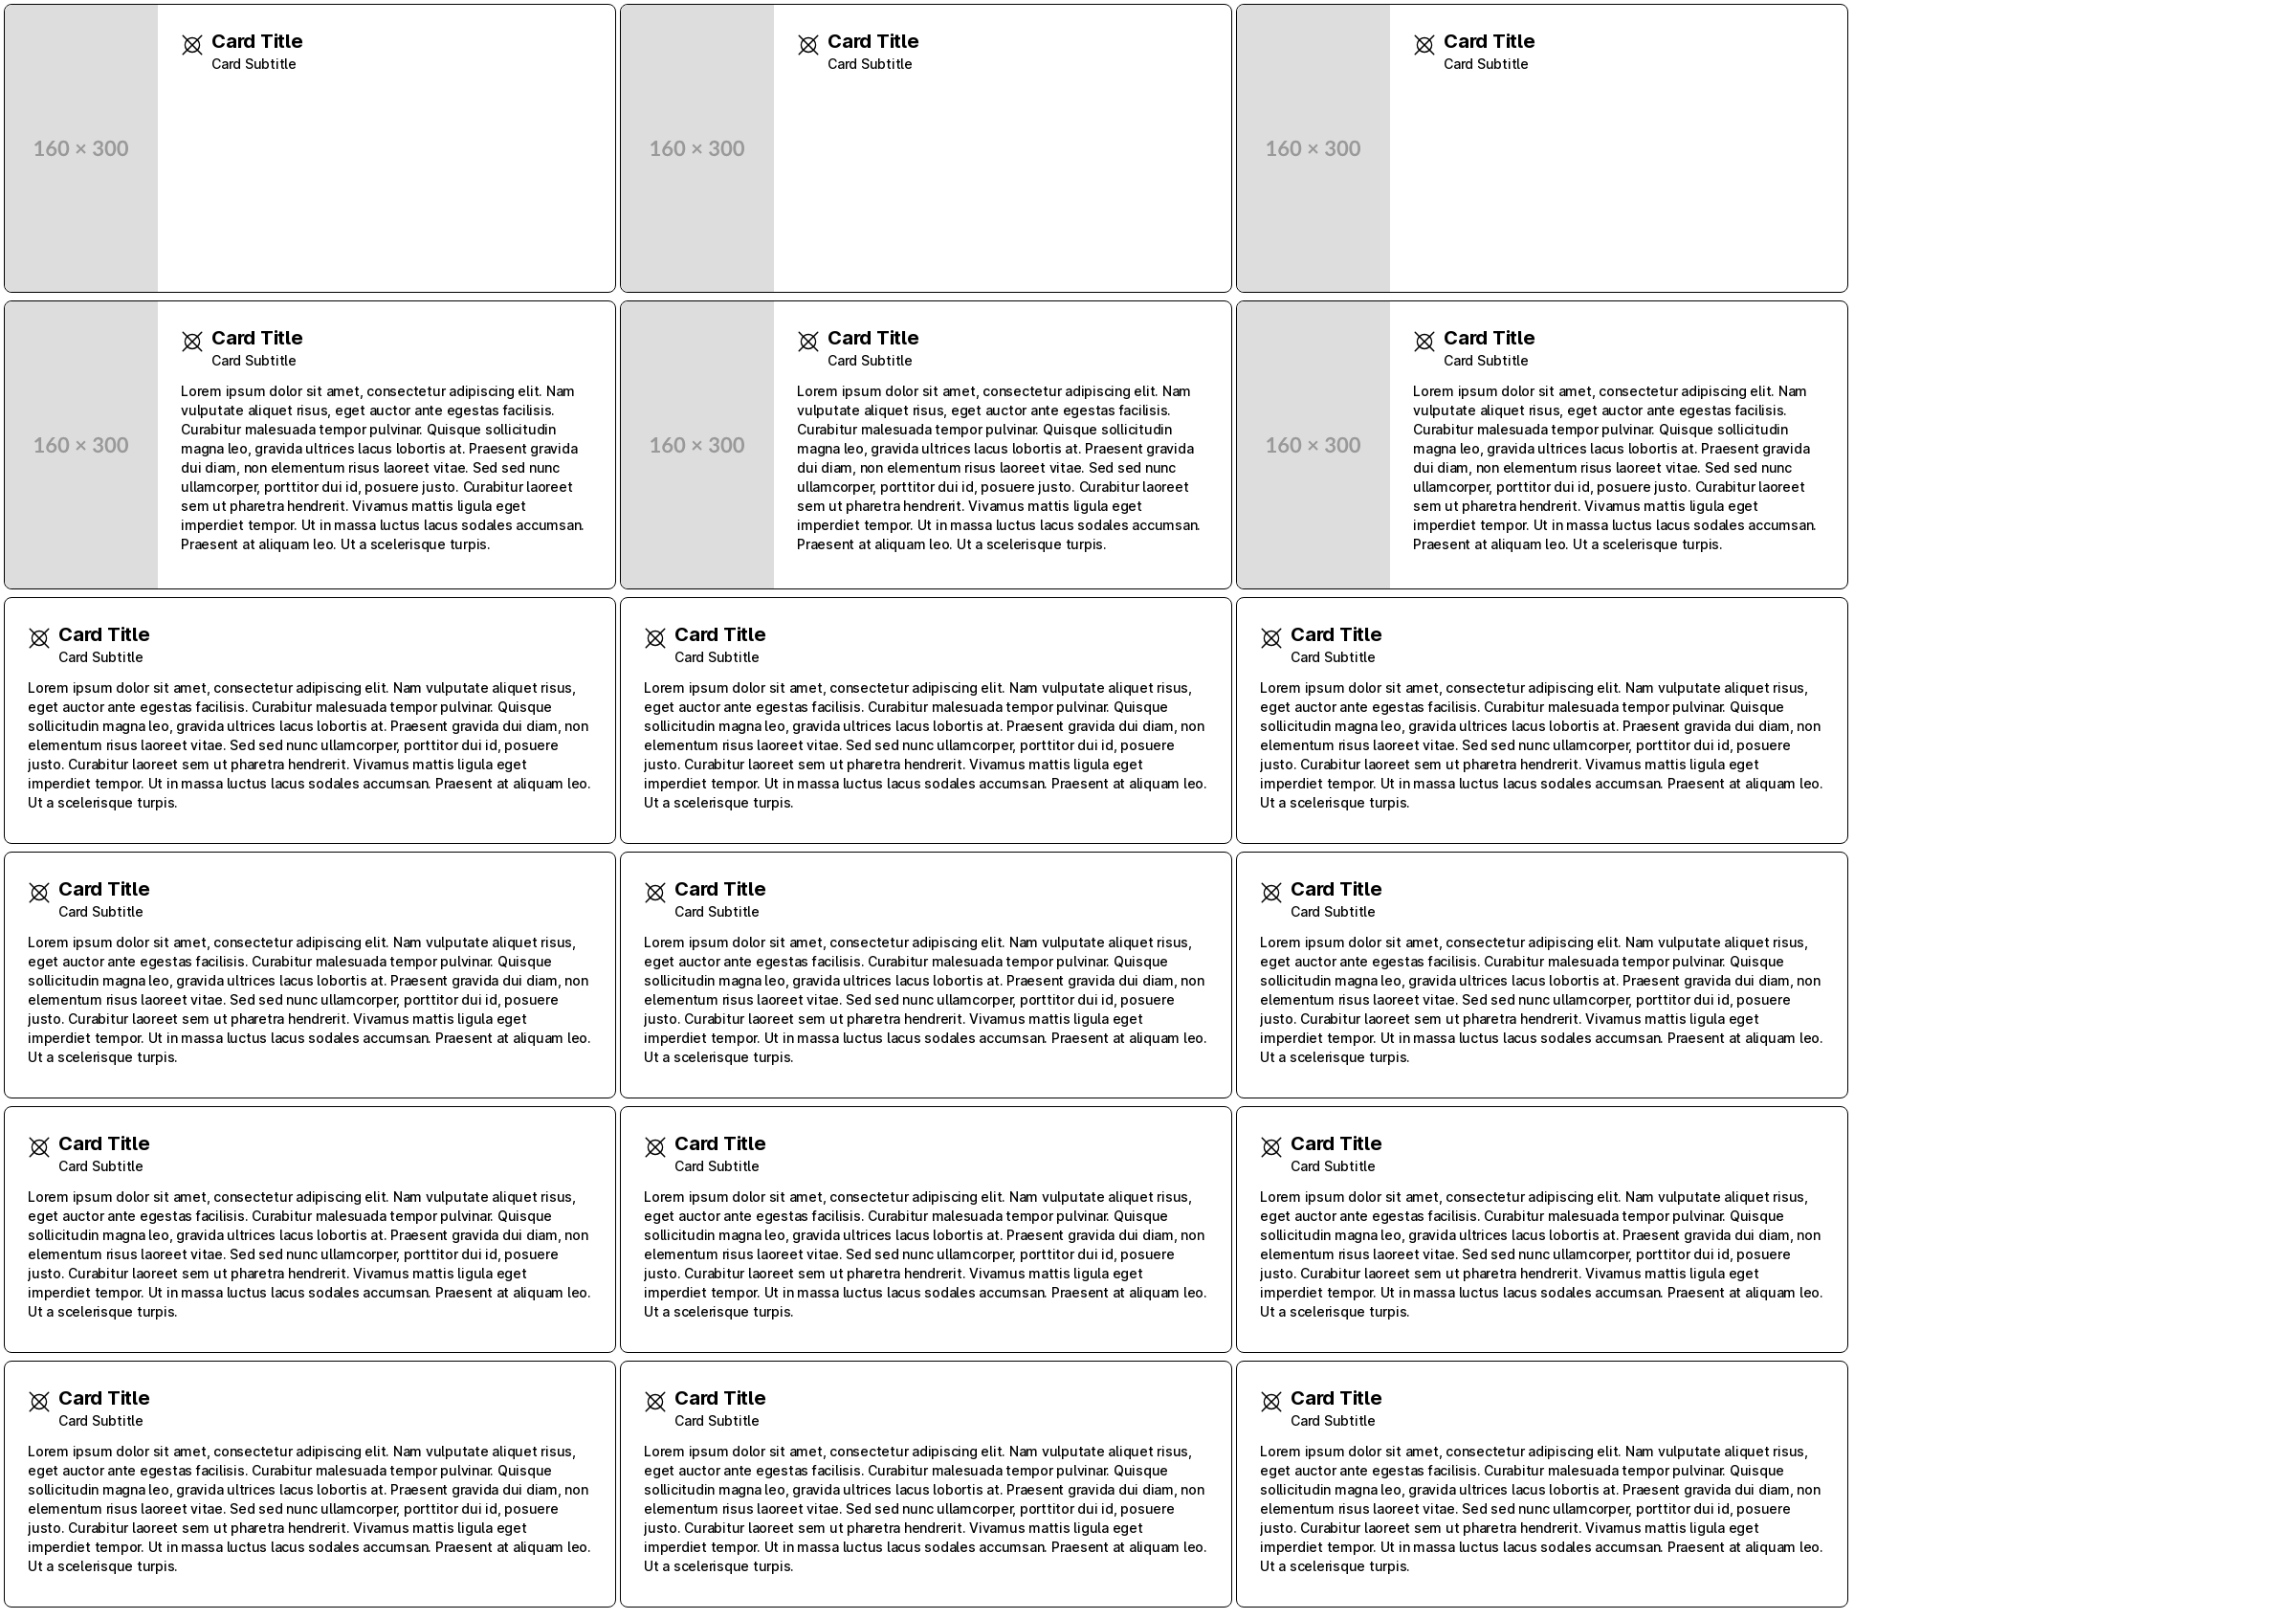 160 × 300
Card Title
Card Subtitle
160 × 300
Card Title
Card Subtitle
160 × 300
Card Title
Card Subtitle
160 × 300
Card Title
Card Subtitle
Lorem ipsum dolor sit amet, consectetur adipiscing elit. Nam
vulputate aliquet risus, eget auctor ante egestas facilisis.
Curabitur malesuada tempor pulvinar. Quisque sollicitudin
magna leo, gravida ultrices lacus lobortis at. Praesent gravida
dui diam, non elementum risus laoreet vitae. Sed sed nunc
ullamcorper, porttitor dui id, posuere justo. Curabitur laoreet
sem ut pharetra hendrerit. Vivamus mattis ligula eget
imperdiet tempor. Ut in massa luctus lacus sodales accumsan.
Praesent at aliquam leo. Ut a scelerisque turpis.
160 × 300
Card Title
Card Subtitle
Lorem ipsum dolor sit amet, consectetur adipiscing elit. Nam
vulputate aliquet risus, eget auctor ante egestas facilisis.
Curabitur malesuada tempor pulvinar. Quisque sollicitudin
magna leo, gravida ultrices lacus lobortis at. Praesent gravida
dui diam, non elementum risus laoreet vitae. Sed sed nunc
ullamcorper, porttitor dui id, posuere justo. Curabitur laoreet
sem ut pharetra hendrerit. Vivamus mattis ligula eget
imperdiet tempor. Ut in massa luctus lacus sodales accumsan.
Praesent at aliquam leo. Ut a scelerisque turpis.
160 × 300
Card Title
Card Subtitle
Lorem ipsum dolor sit amet, consectetur adipiscing elit. Nam
vulputate aliquet risus, eget auctor ante egestas facilisis.
Curabitur malesuada tempor pulvinar. Quisque sollicitudin
magna leo, gravida ultrices lacus lobortis at. Praesent gravida
dui diam, non elementum risus laoreet vitae. Sed sed nunc
ullamcorper, porttitor dui id, posuere justo. Curabitur laoreet
sem ut pharetra hendrerit. Vivamus mattis ligula eget
imperdiet tempor. Ut in massa luctus lacus sodales accumsan.
Praesent at aliquam leo. Ut a scelerisque turpis.
Card Title
Card Subtitle
Lorem ipsum dolor sit amet, consectetur adipiscing elit. Nam vulputate aliquet risus,
eget auctor ante egestas facilisis. Curabitur malesuada tempor pulvinar. Quisque
sollicitudin magna leo, gravida ultrices lacus lobortis at. Praesent gravida dui diam, non
elementum risus laoreet vitae. Sed sed nunc ullamcorper, porttitor dui id, posuere
justo. Curabitur laoreet sem ut pharetra hendrerit. Vivamus mattis ligula eget
imperdiet tempor. Ut in massa luctus lacus sodales accumsan. Praesent at aliquam leo.
Ut a scelerisque turpis.
Card Title
Card Subtitle
Lorem ipsum dolor sit amet, consectetur adipiscing elit. Nam vulputate aliquet risus,
eget auctor ante egestas facilisis. Curabitur malesuada tempor pulvinar. Quisque
sollicitudin magna leo, gravida ultrices lacus lobortis at. Praesent gravida dui diam, non
elementum risus laoreet vitae. Sed sed nunc ullamcorper, porttitor dui id, posuere
justo. Curabitur laoreet sem ut pharetra hendrerit. Vivamus mattis ligula eget
imperdiet tempor. Ut in massa luctus lacus sodales accumsan. Praesent at aliquam leo.
Ut a scelerisque turpis.
Card Title
Card Subtitle
Lorem ipsum dolor sit amet, consectetur adipiscing elit. Nam vulputate aliquet risus,
eget auctor ante egestas facilisis. Curabitur malesuada tempor pulvinar. Quisque
sollicitudin magna leo, gravida ultrices lacus lobortis at. Praesent gravida dui diam, non
elementum risus laoreet vitae. Sed sed nunc ullamcorper, porttitor dui id, posuere
justo. Curabitur laoreet sem ut pharetra hendrerit. Vivamus mattis ligula eget
imperdiet tempor. Ut in massa luctus lacus sodales accumsan. Praesent at aliquam leo.
Ut a scelerisque turpis.
Card Title
Card Subtitle
Lorem ipsum dolor sit amet, consectetur adipiscing elit. Nam vulputate aliquet risus,
eget auctor ante egestas facilisis. Curabitur malesuada tempor pulvinar. Quisque
sollicitudin magna leo, gravida ultrices lacus lobortis at. Praesent gravida dui diam, non
elementum risus laoreet vitae. Sed sed nunc ullamcorper, porttitor dui id, posuere
justo. Curabitur laoreet sem ut pharetra hendrerit. Vivamus mattis ligula eget
imperdiet tempor. Ut in massa luctus lacus sodales accumsan. Praesent at aliquam leo.
Ut a scelerisque turpis.
Card Title
Card Subtitle
Lorem ipsum dolor sit amet, consectetur adipiscing elit. Nam vulputate aliquet risus,
eget auctor ante egestas facilisis. Curabitur malesuada tempor pulvinar. Quisque
sollicitudin magna leo, gravida ultrices lacus lobortis at. Praesent gravida dui diam, non
elementum risus laoreet vitae. Sed sed nunc ullamcorper, porttitor dui id, posuere
justo. Curabitur laoreet sem ut pharetra hendrerit. Vivamus mattis ligula eget
imperdiet tempor. Ut in massa luctus lacus sodales accumsan. Praesent at aliquam leo.
Ut a scelerisque turpis.
Card Title
Card Subtitle
Lorem ipsum dolor sit amet, consectetur adipiscing elit. Nam vulputate aliquet risus,
eget auctor ante egestas facilisis. Curabitur malesuada tempor pulvinar. Quisque
sollicitudin magna leo, gravida ultrices lacus lobortis at. Praesent gravida dui diam, non
elementum risus laoreet vitae. Sed sed nunc ullamcorper, porttitor dui id, posuere
justo. Curabitur laoreet sem ut pharetra hendrerit. Vivamus mattis ligula eget
imperdiet tempor. Ut in massa luctus lacus sodales accumsan. Praesent at aliquam leo.
Ut a scelerisque turpis.
Card Title
Card Subtitle
Lorem ipsum dolor sit amet, consectetur adipiscing elit. Nam vulputate aliquet risus,
eget auctor ante egestas facilisis. Curabitur malesuada tempor pulvinar. Quisque
sollicitudin magna leo, gravida ultrices lacus lobortis at. Praesent gravida dui diam, non
elementum risus laoreet vitae. Sed sed nunc ullamcorper, porttitor dui id, posuere
justo. Curabitur laoreet sem ut pharetra hendrerit. Vivamus mattis ligula eget
imperdiet tempor. Ut in massa luctus lacus sodales accumsan. Praesent at aliquam leo.
Ut a scelerisque turpis.
Card Title
Card Subtitle
Lorem ipsum dolor sit amet, consectetur adipiscing elit. Nam vulputate aliquet risus,
eget auctor ante egestas facilisis. Curabitur malesuada tempor pulvinar. Quisque
sollicitudin magna leo, gravida ultrices lacus lobortis at. Praesent gravida dui diam, non
elementum risus laoreet vitae. Sed sed nunc ullamcorper, porttitor dui id, posuere
justo. Curabitur laoreet sem ut pharetra hendrerit. Vivamus mattis ligula eget
imperdiet tempor. Ut in massa luctus lacus sodales accumsan. Praesent at aliquam leo.
Ut a scelerisque turpis.
Card Title
Card Subtitle
Lorem ipsum dolor sit amet, consectetur adipiscing elit. Nam vulputate aliquet risus,
eget auctor ante egestas facilisis. Curabitur malesuada tempor pulvinar. Quisque
sollicitudin magna leo, gravida ultrices lacus lobortis at. Praesent gravida dui diam, non
elementum risus laoreet vitae. Sed sed nunc ullamcorper, porttitor dui id, posuere
justo. Curabitur laoreet sem ut pharetra hendrerit. Vivamus mattis ligula eget
imperdiet tempor. Ut in massa luctus lacus sodales accumsan. Praesent at aliquam leo.
Ut a scelerisque turpis.
Card Title
Card Subtitle
Lorem ipsum dolor sit amet, consectetur adipiscing elit. Nam vulputate aliquet risus,
eget auctor ante egestas facilisis. Curabitur malesuada tempor pulvinar. Quisque
sollicitudin magna leo, gravida ultrices lacus lobortis at. Praesent gravida dui diam, non
elementum risus laoreet vitae. Sed sed nunc ullamcorper, porttitor dui id, posuere
justo. Curabitur laoreet sem ut pharetra hendrerit. Vivamus mattis ligula eget
imperdiet tempor. Ut in massa luctus lacus sodales accumsan. Praesent at aliquam leo.
Ut a scelerisque turpis.
Card Title
Card Subtitle
Lorem ipsum dolor sit amet, consectetur adipiscing elit. Nam vulputate aliquet risus,
eget auctor ante egestas facilisis. Curabitur malesuada tempor pulvinar. Quisque
sollicitudin magna leo, gravida ultrices lacus lobortis at. Praesent gravida dui diam, non
elementum risus laoreet vitae. Sed sed nunc ullamcorper, porttitor dui id, posuere
justo. Curabitur laoreet sem ut pharetra hendrerit. Vivamus mattis ligula eget
imperdiet tempor. Ut in massa luctus lacus sodales accumsan. Praesent at aliquam leo.
Ut a scelerisque turpis.
Card Title
Card Subtitle
Lorem ipsum dolor sit amet, consectetur adipiscing elit. Nam vulputate aliquet risus,
eget auctor ante egestas facilisis. Curabitur malesuada tempor pulvinar. Quisque
sollicitudin magna leo, gravida ultrices lacus lobortis at. Praesent gravida dui diam, non
elementum risus laoreet vitae. Sed sed nunc ullamcorper, porttitor dui id, posuere
justo. Curabitur laoreet sem ut pharetra hendrerit. Vivamus mattis ligula eget
imperdiet tempor. Ut in massa luctus lacus sodales accumsan. Praesent at aliquam leo.
Ut a scelerisque turpis.